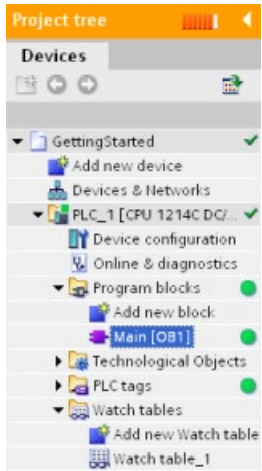 Project tree
Devices
GettingStarted
Add new device
Devices & Networks
PLC_1 [CPU 1214C DC/...
Device configuration
Online & diagnostics
Program blocks
Add new block
Main [OB1]
Technological Objects
PLC tags
Watch tables
Add new Watch table
Watch table_1